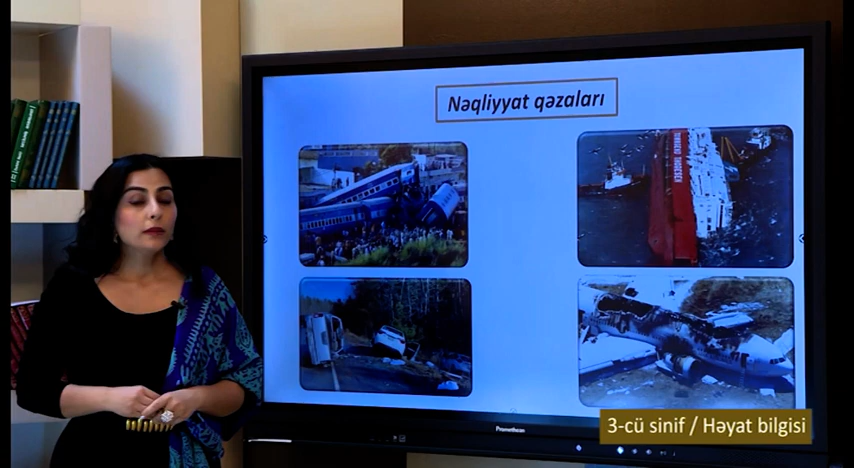 Nəqliyyat qəzaları
Promethean
3-cü sinif / Həyat bilgisi